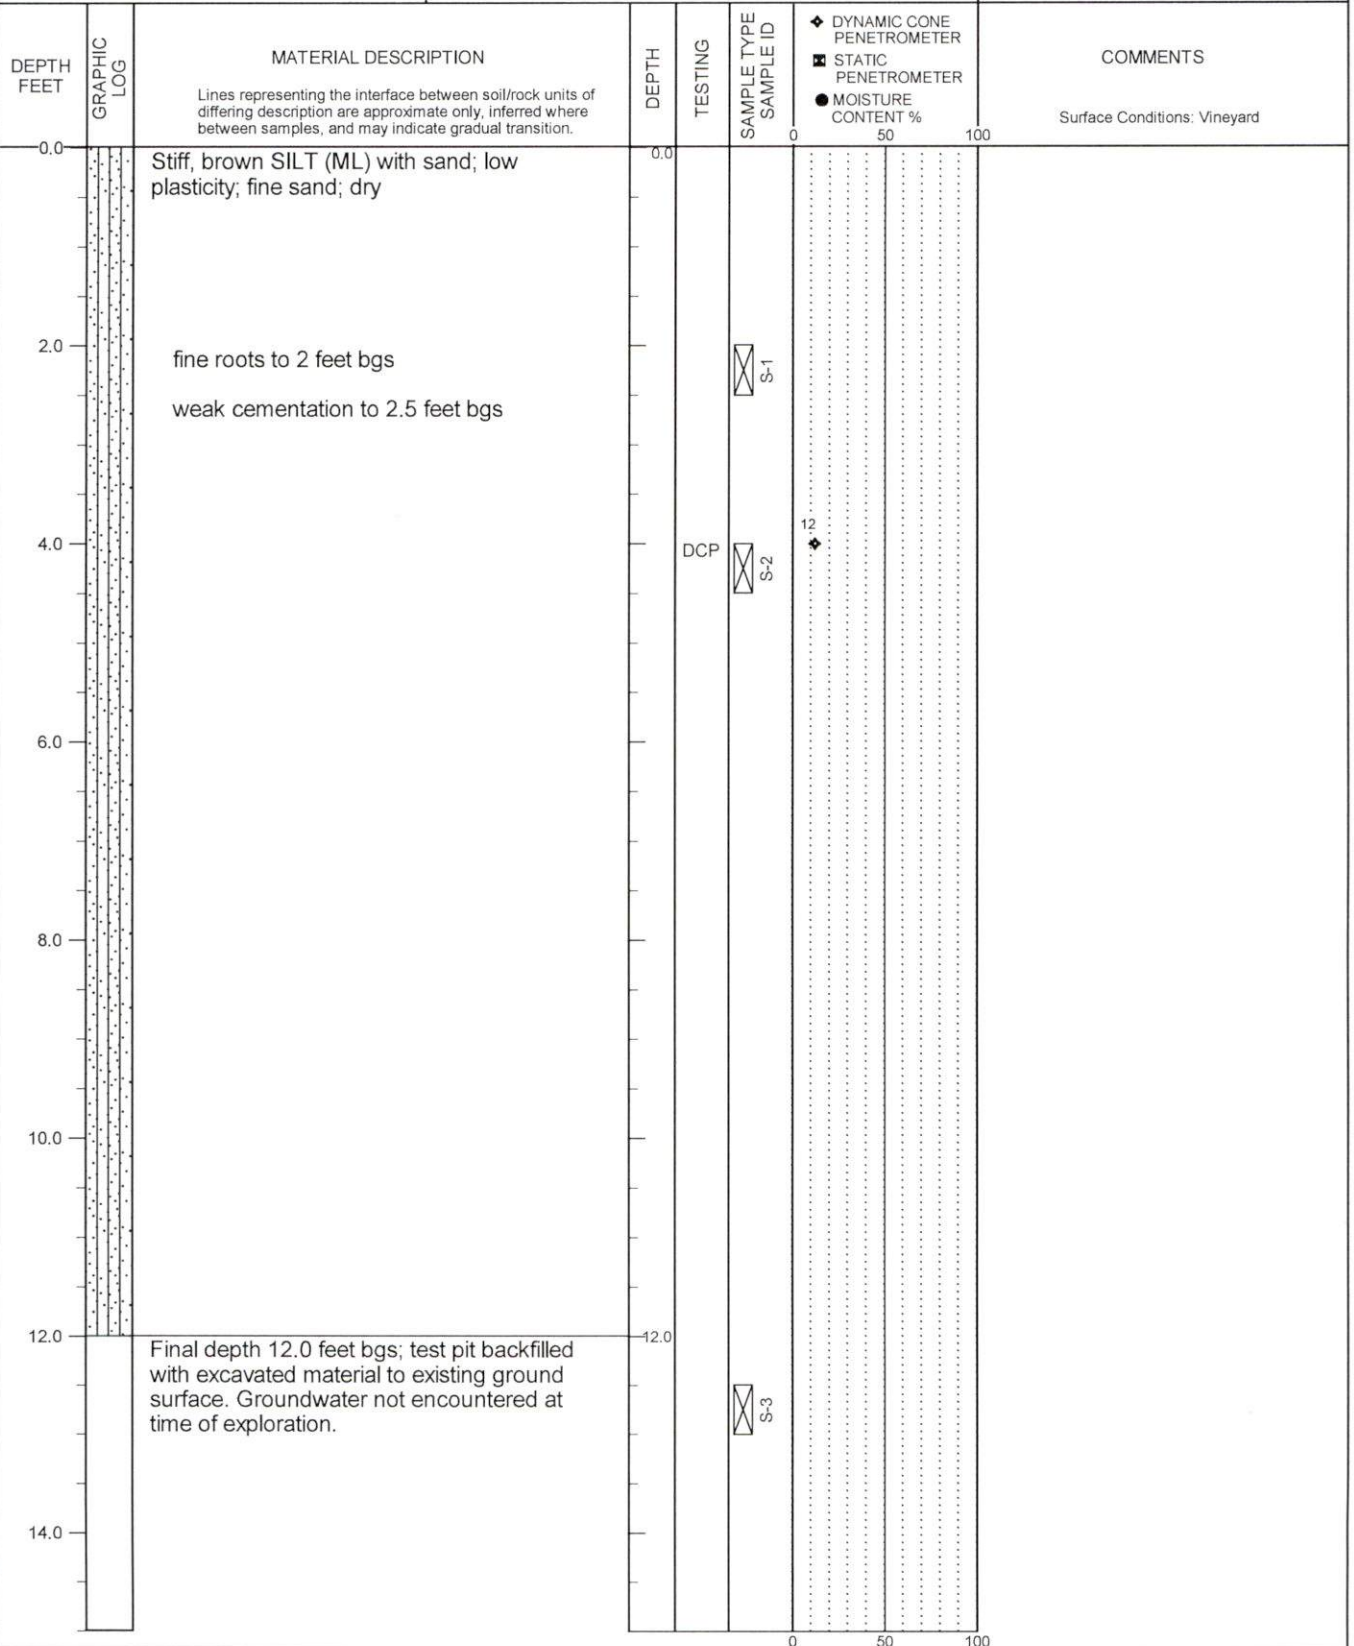 DEPTH
FEET
GRAPHIC
LOG
MATERIAL DESCRIPTION
Lines representing the interface between soil/rock units of
differing description are approximate only, inferred where
between samples, and may indicate gradual transition.
DEPTH
TESTING
SAMPLE TYPE
SAMPLE ID
DYNAMIC CONE
PENETROMETER
STATIC
PENETROMETER
MOISTURE
CONTENT %
0 50 100
COMMENTS
Surface Conditions: Vineyard
0.0
Stiff, brown SILT (ML) with sand; low
plasticity; fine sand; dry
0.0
2.0
fine roots to 2 feet bgs
S-1
weak cementation to 2.5 feet bgs
12
4.0
DCP
S-2
6.0
8.0
10.0
12.0
12.0
Final depth 12.0 feet bgs; test pit backfilled
with excavated material to existing ground
surface. Groundwater not encountered at
time of exploration.
S-3
14.0
0 50 100